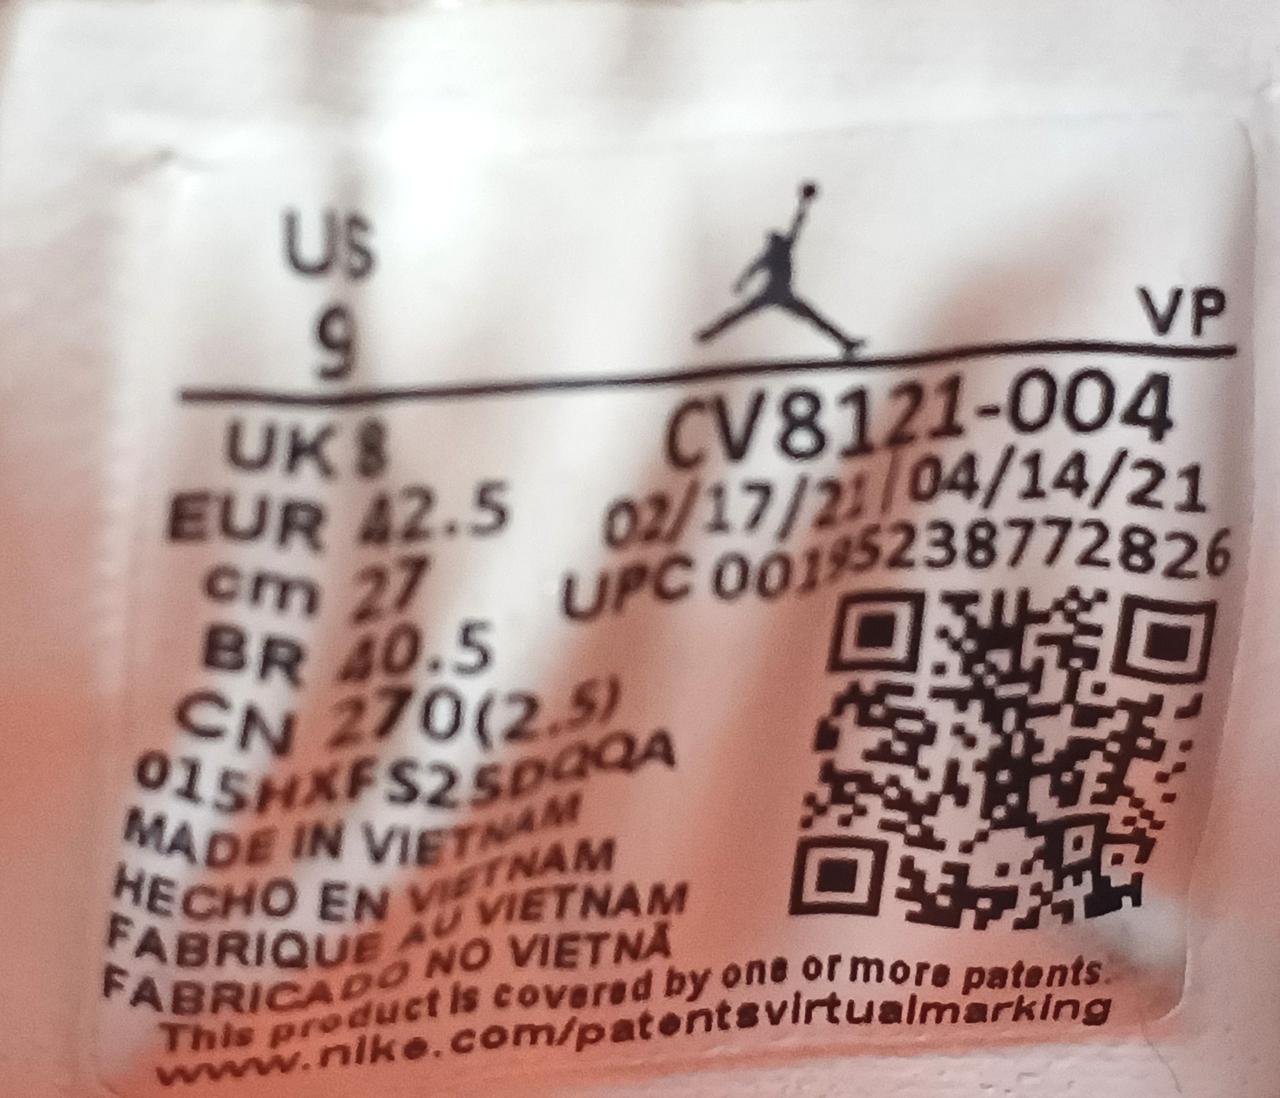 US
9
VP
UK 8
CV8121-004
EUR 42.5
02/17/21/04/14/21
cm 27
UPC 00195238772826
BR 40.5
CN 270(2.5)
015HXFS25DQQA
MADE IN VIETNAM
HECHO EN VIETNAM
FABRIQUE AU VIETNAM
FABRICADO NO VIETNÃ
This product is covered by one or more patents.
www.nike.com/patentsvirtualmarking